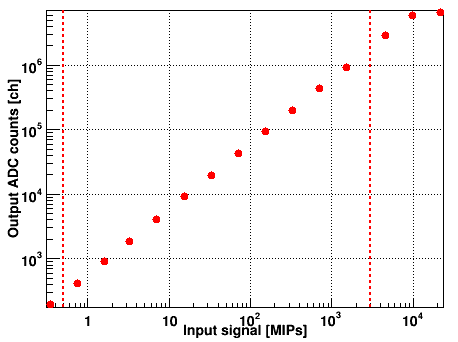 Output ADC counts [ch]
10⁶
10⁵
10⁴
10³
1 10 10² 10³ 10⁴
Input signal [MIPs]